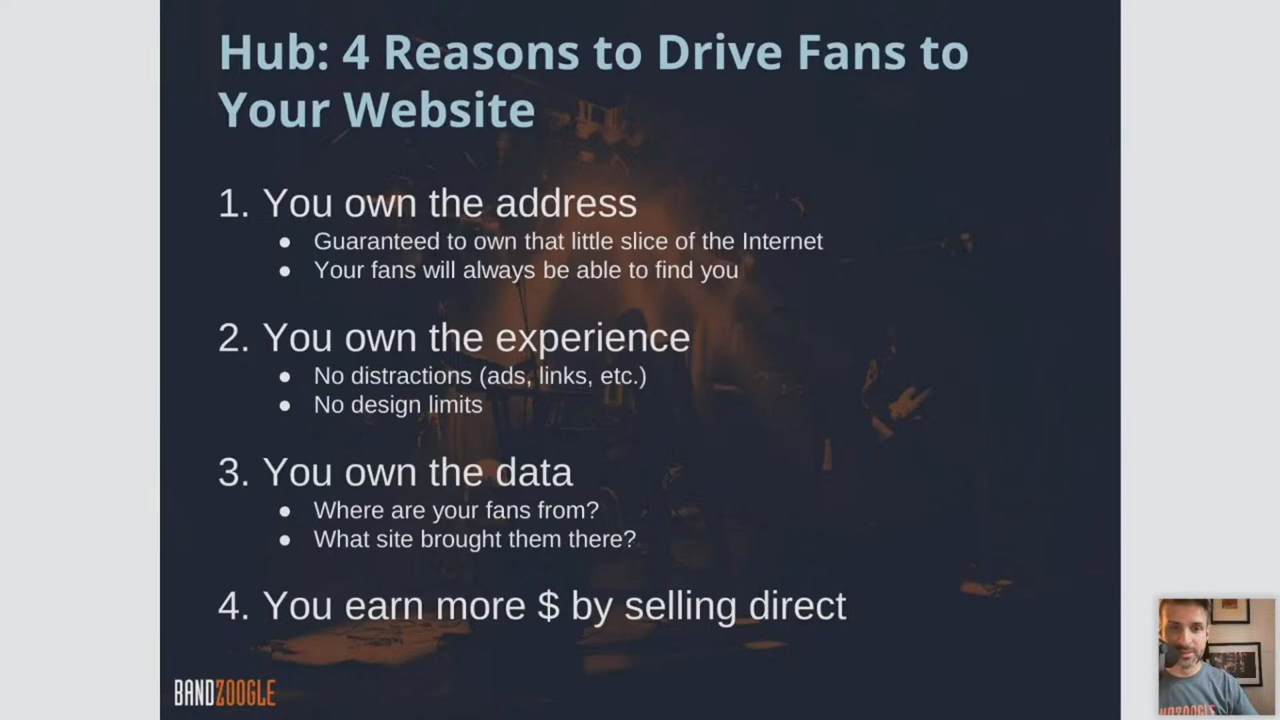 Hub: 4 Reasons to Drive Fans to
Your Website
1. You own the address
● Guaranteed to own that little slice of the Internet
● Your fans will always be able to find you
2. You own the experience
● No distractions (ads, links, etc.)
● No design limits
3. You own the data
● Where are your fans from?
● What site brought them there?
4. You earn more $ by selling direct
BANDZOOGLE